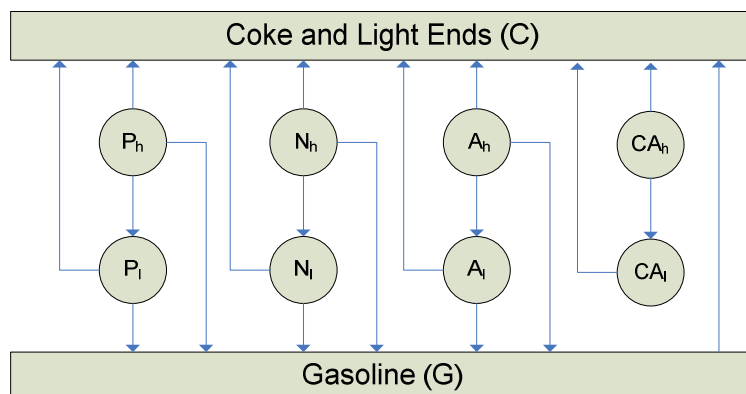 Coke and Light Ends (C)
Pₕ
Nₕ
Aₕ
CAₕ
Pₗ
Nₗ
Aₗ
CAₗ
Gasoline (G)